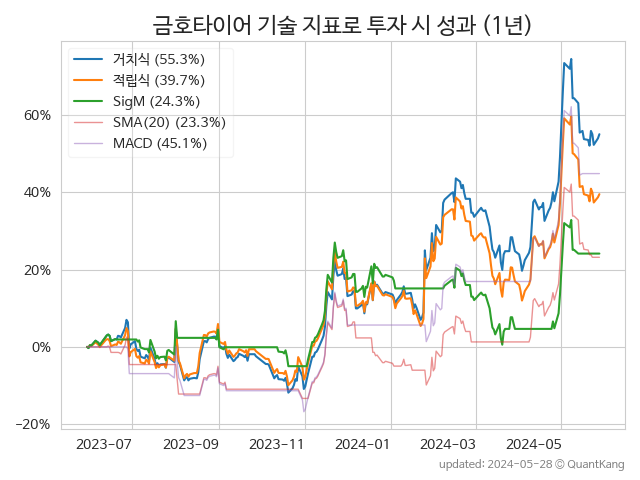 금호타이어 기술 지표로 투자 시 성과 (1년)
거치식 (55.3%)
적립식 (39.7%)
SigM (24.3%)
SMA(20) (23.3%)
MACD (45.1%)
60%
40%
20%
0%
−20%
2023-07 2023-09 2023-11 2024-01 2024-03 2024-05
updated: 2024-05-28 © QuantKang